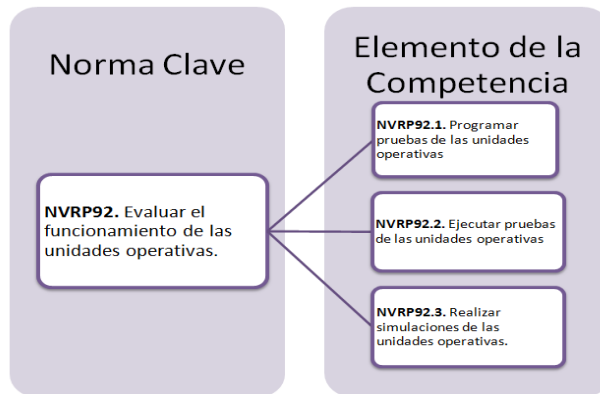 Norma Clave
NVRP92. Evaluar el
funcionamiento de las
unidades operativas.
Elemento de la
Competencia
NVRP92.1. Programar
pruebas de las unidades
operativas
NVRP92.2. Ejecutar pruebas
de las unidades operativas
NVRP92.3. Realizar
simulaciones de las
unidades operativas.